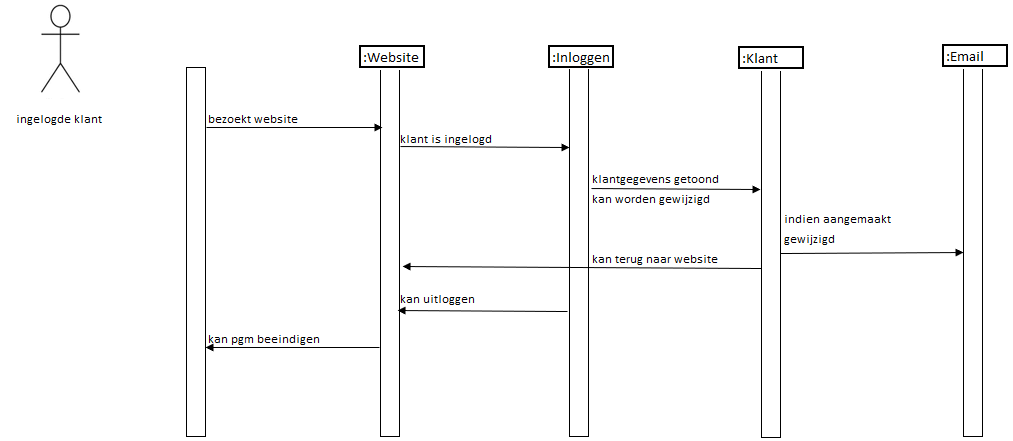 :Website
:Inloggen
:Klant
:Email
ingelogde klant
bezoekt website
klant is ingelogd
klantgegevens getoond
kan worden gewijzigd
indien aangemaakt
gewijzigd
kan terug naar website
kan uitloggen
kan pgm beeindigen